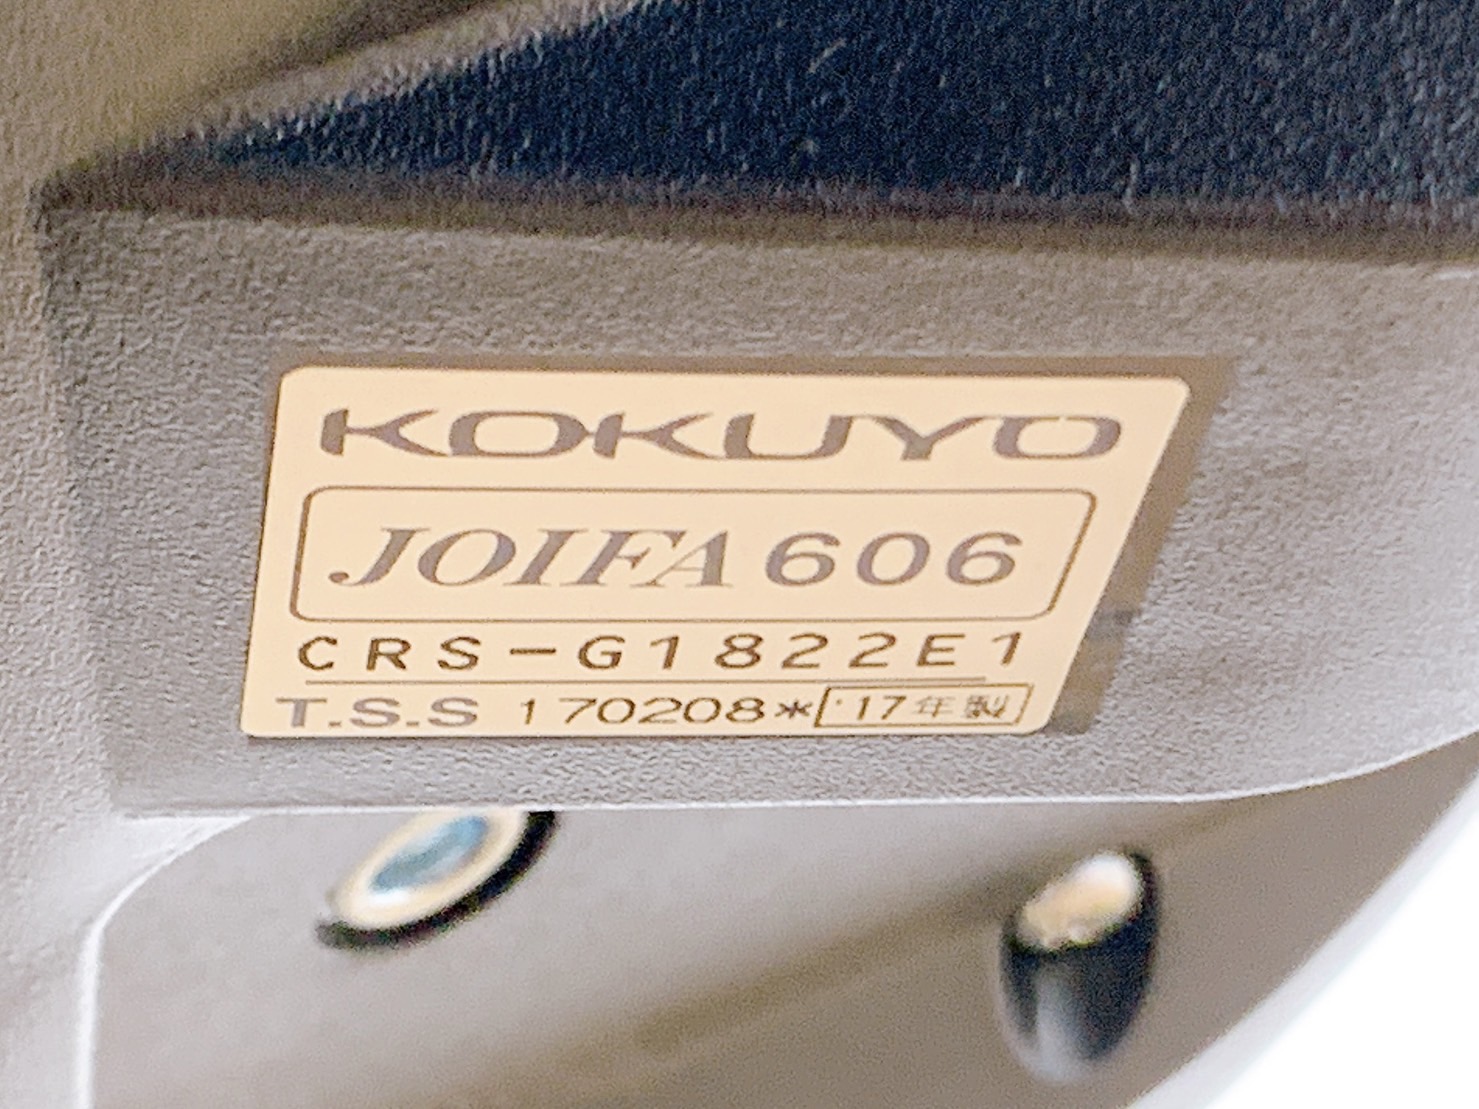 KOKUYO
JOIFA 606
CRS-G1822E1
T.S.S 170208* '17年製